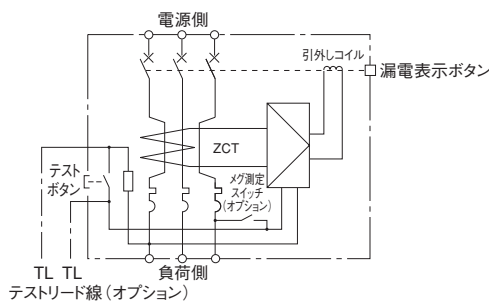 電源側
引外しコイル
漏電表示ボタン
ZCT
テスト
ボタン
メグ測定
スイッチ
(オプション)
TL TL
負荷側
テストリード線(オプション)